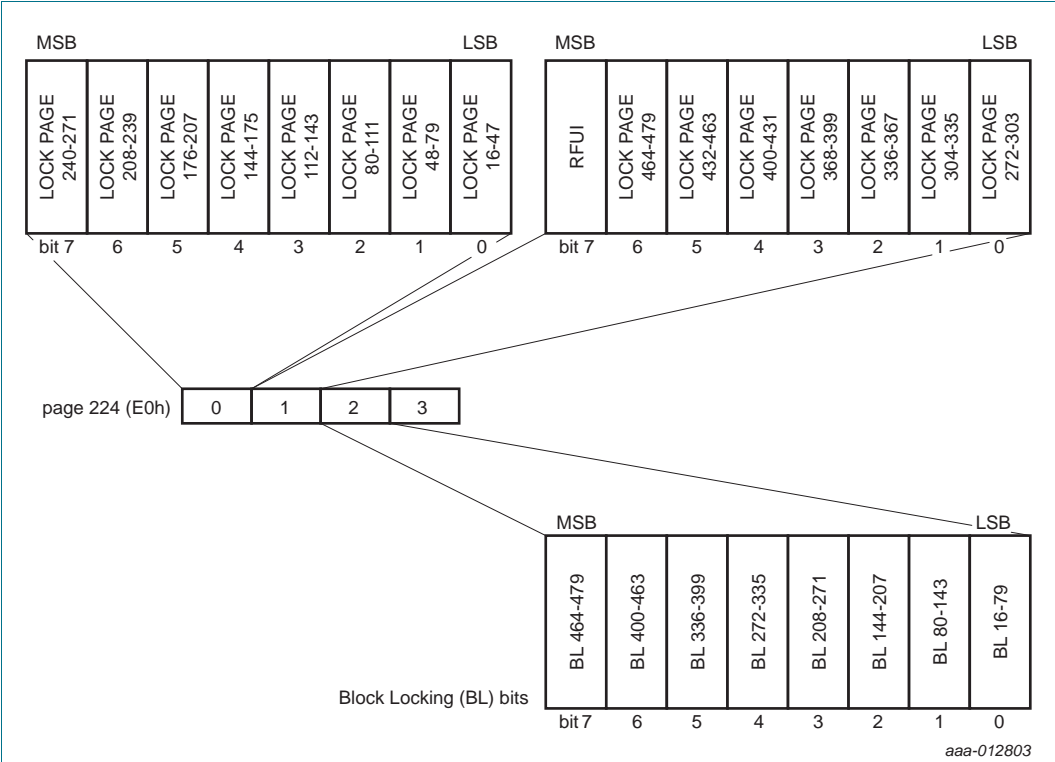 MSB LSB
LOCK PAGE 240-271
LOCK PAGE 208-239
LOCK PAGE 176-207
LOCK PAGE 144-175
LOCK PAGE 112-143
LOCK PAGE 80-111
LOCK PAGE 48-79
LOCK PAGE 16-47
bit 7 6 5 4 3 2 1 0
MSB LSB
RFUI
LOCK PAGE 464-479
LOCK PAGE 432-463
LOCK PAGE 400-431
LOCK PAGE 368-399
LOCK PAGE 336-367
LOCK PAGE 304-335
LOCK PAGE 272-303
bit 7 6 5 4 3 2 1 0
page 224 (E0h) 0 1 2 3
MSB LSB
BL 464-479
BL 400-463
BL 336-399
BL 272-335
BL 208-271
BL 144-207
BL 80-143
BL 16-79
Block Locking (BL) bits
bit 7 6 5 4 3 2 1 0
aaa-012803